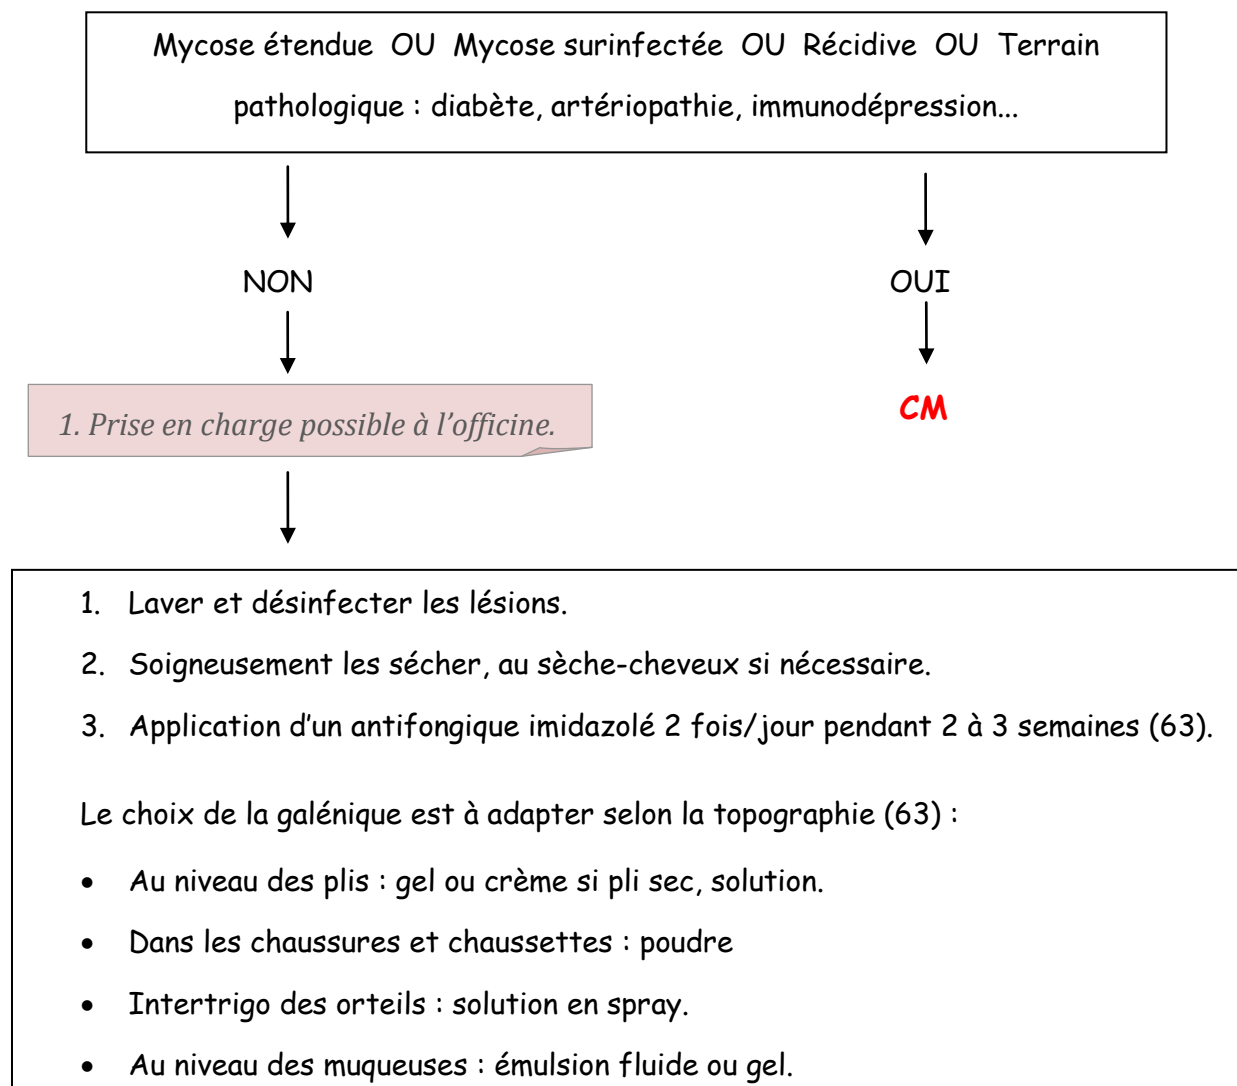 Mycose étendue OU Mycose surinfectée OU Récidive OU Terrain
pathologique : diabète, artériopathie, immunodépression...
NON
OUI
1. Prise en charge possible à l'officine.
CM
1. Laver et désinfecter les lésions.
2. Soigneusement les sécher, au sèche-cheveux si nécessaire.
3. Application d'un antifongique imidazolé 2 fois/jour pendant 2 à 3 semaines (63).
Le choix de la galénique est à adapter selon la topographie (63) :
• Au niveau des plis : gel ou crème si pli sec, solution.
• Dans les chaussures et chaussettes : poudre
• Intertrigo des orteils : solution en spray.
• Au niveau des muqueuses : émulsion fluide ou gel.